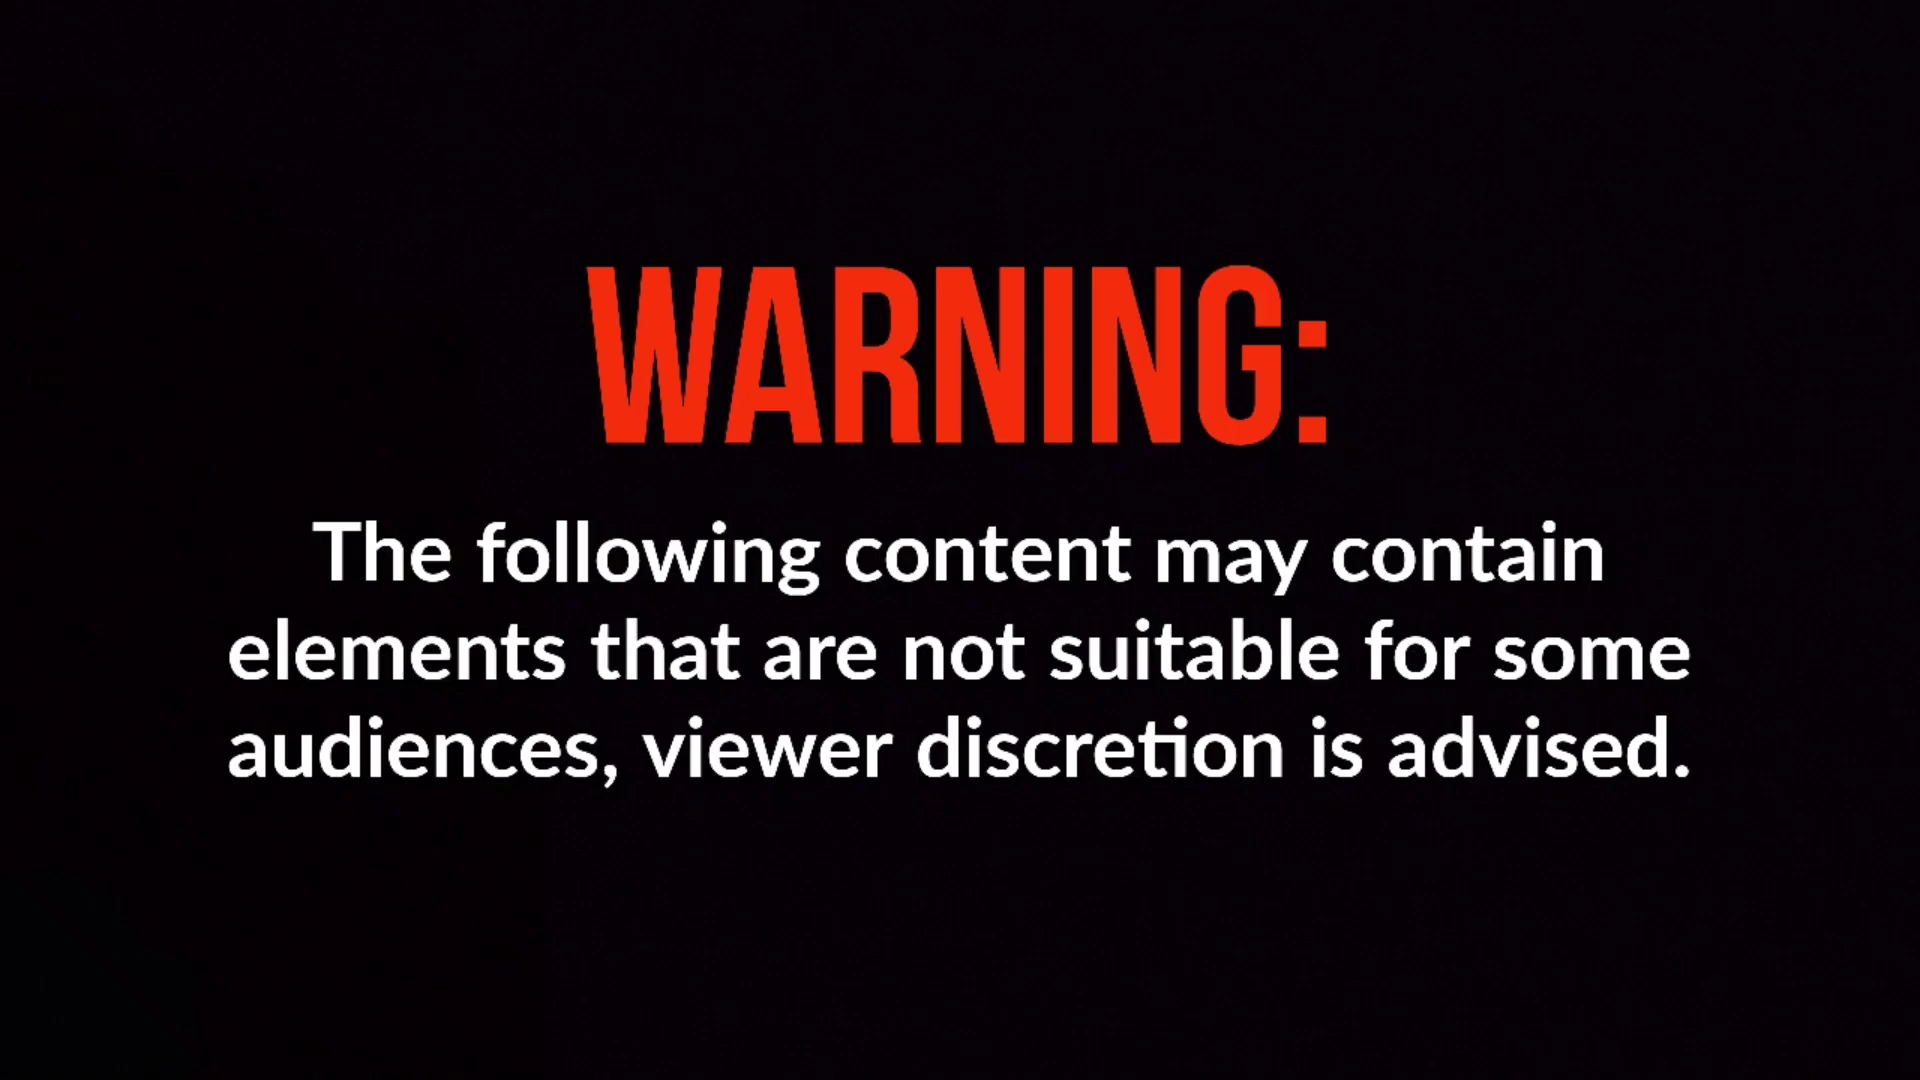 WARNING:
The following content may contain
elements that are not suitable for some
audiences, viewer discretion is advised.